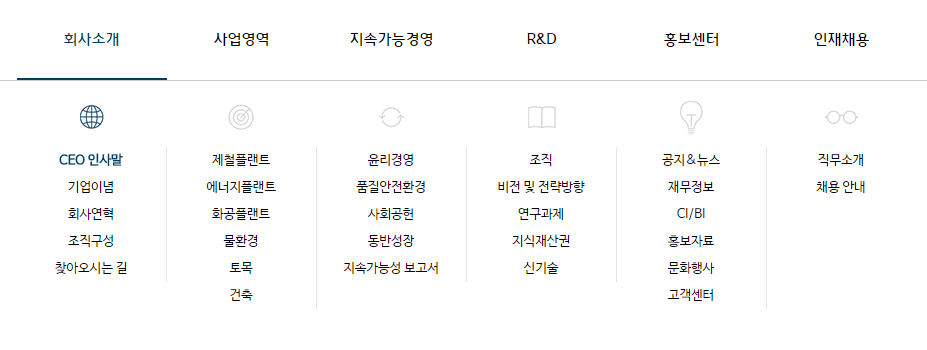 회사소개
사업영역
지속가능경영
R&D
홍보센터
인재채용
CEO 인사말
기업이념
회사연혁
조직구성
찾아오시는 길
제철플랜트
에너지플랜트
화공플랜트
물환경
토목
건축
윤리경영
품질안전환경
사회공헌
동반성장
지속가능성 보고서
조직
비전 및 전략방향
연구과제
지식재산권
신기술
공지&뉴스
재무정보
CI/BI
홍보자료
문화행사
고객센터
직무소개
채용 안내